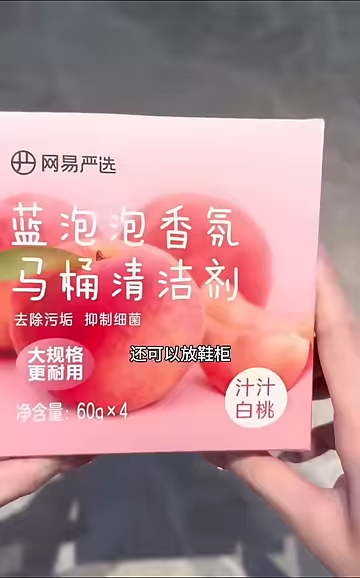 网易严选
蓝泡泡香氛
马桶清洁剂
去除污垢 抑制细菌
大规格
更耐用
还可以放鞋柜
净含量：60g×4
汁汁
白桃